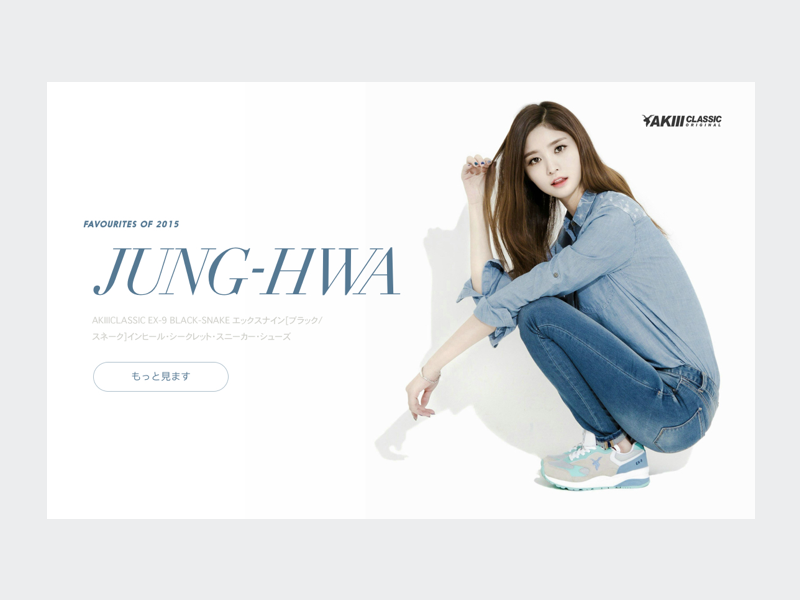 AKIII CLASSIC
ORIGINAL
FAVOURITES OF 2015
JUNG-HWA
AKIIICLASSIC EX-9 BLACK-SNAKE エックスナイン[ブラック/
スネーク]インヒール・シークレット・スニーカー・シューズ
もっと見ます